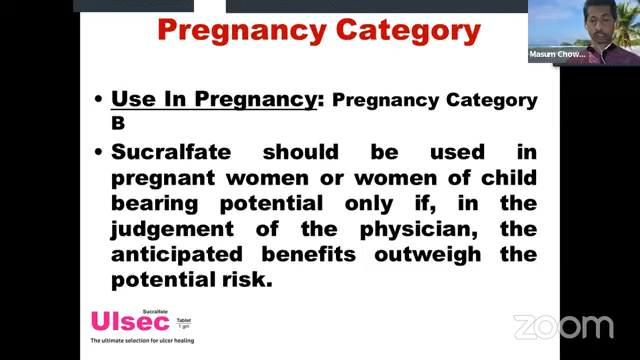 Pregnancy Category
-Masum Chow...
• Use In Pregnancy: Pregnancy Category
B
• Sucralfate should be used in
pregnant women or women of child
bearing potential only if, in the
judgement of the physician, the
anticipated benefits outweigh the
potential risk.
Sucralfate
Ulsec Tablet
1 gm
The ultimate selection for ulcer healing
zoom